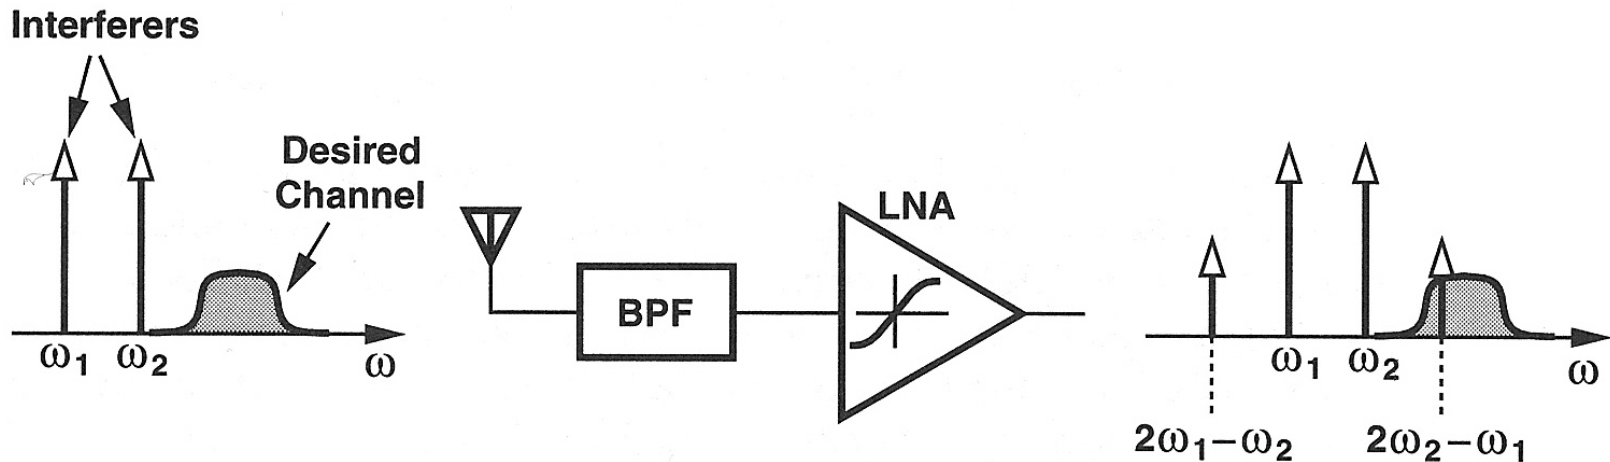 Interferers
Desired
Channel
ω1 ω2 ω
BPF
LNA
ω1 ω2 ω
2ω1−ω2 2ω2−ω1